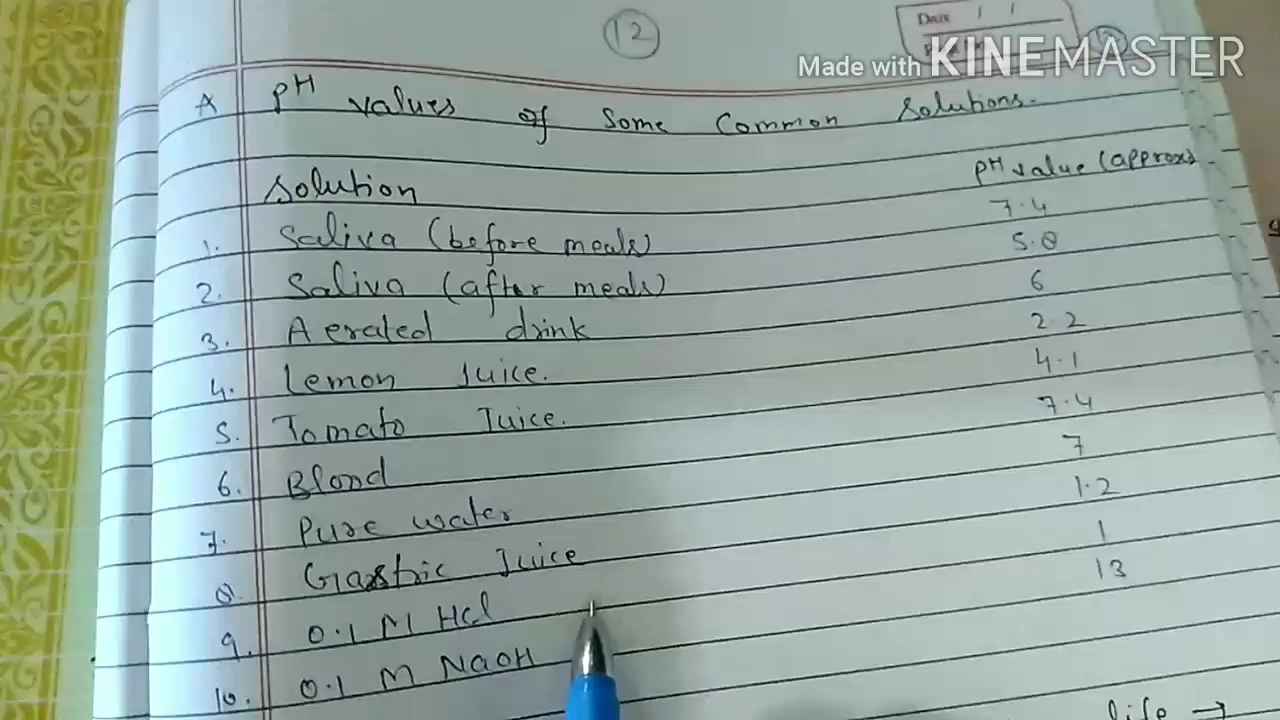 12
Date / /
Made with KINEMASTER
A pH values of Some Common Solutions.
Solution pH value (approx)
1. Saliva (before meals) 7.4
2. Saliva (after meals) 5.8
3. Aerated drink 6
4. Lemon Juice. 2.2
5. Tomato Juice. 4.1
6. Blood 7.4
7. Pure water 7
8 Gastric Juice 1.2
9. 0.1 M HCl 1
10. 0.1 M NaOH 13
life →